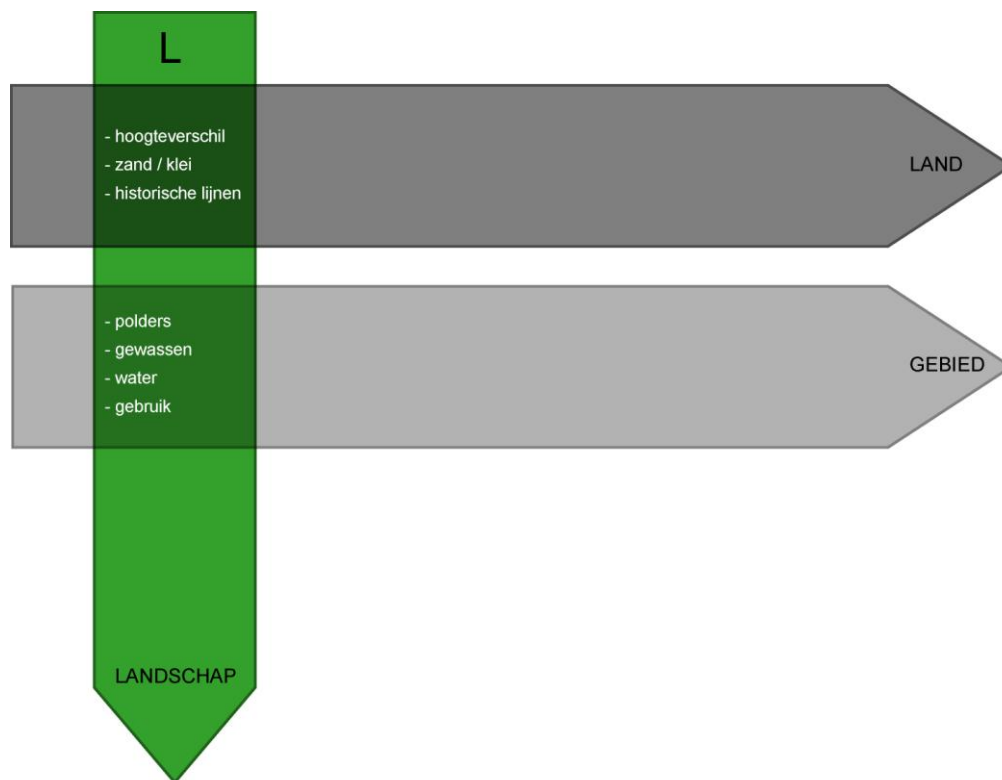 L
- hoogteverschil
- zand / klei
- historische lijnen
LAND
- polders
- gewassen
- water
- gebruik
GEBIED
LANDSCHAP